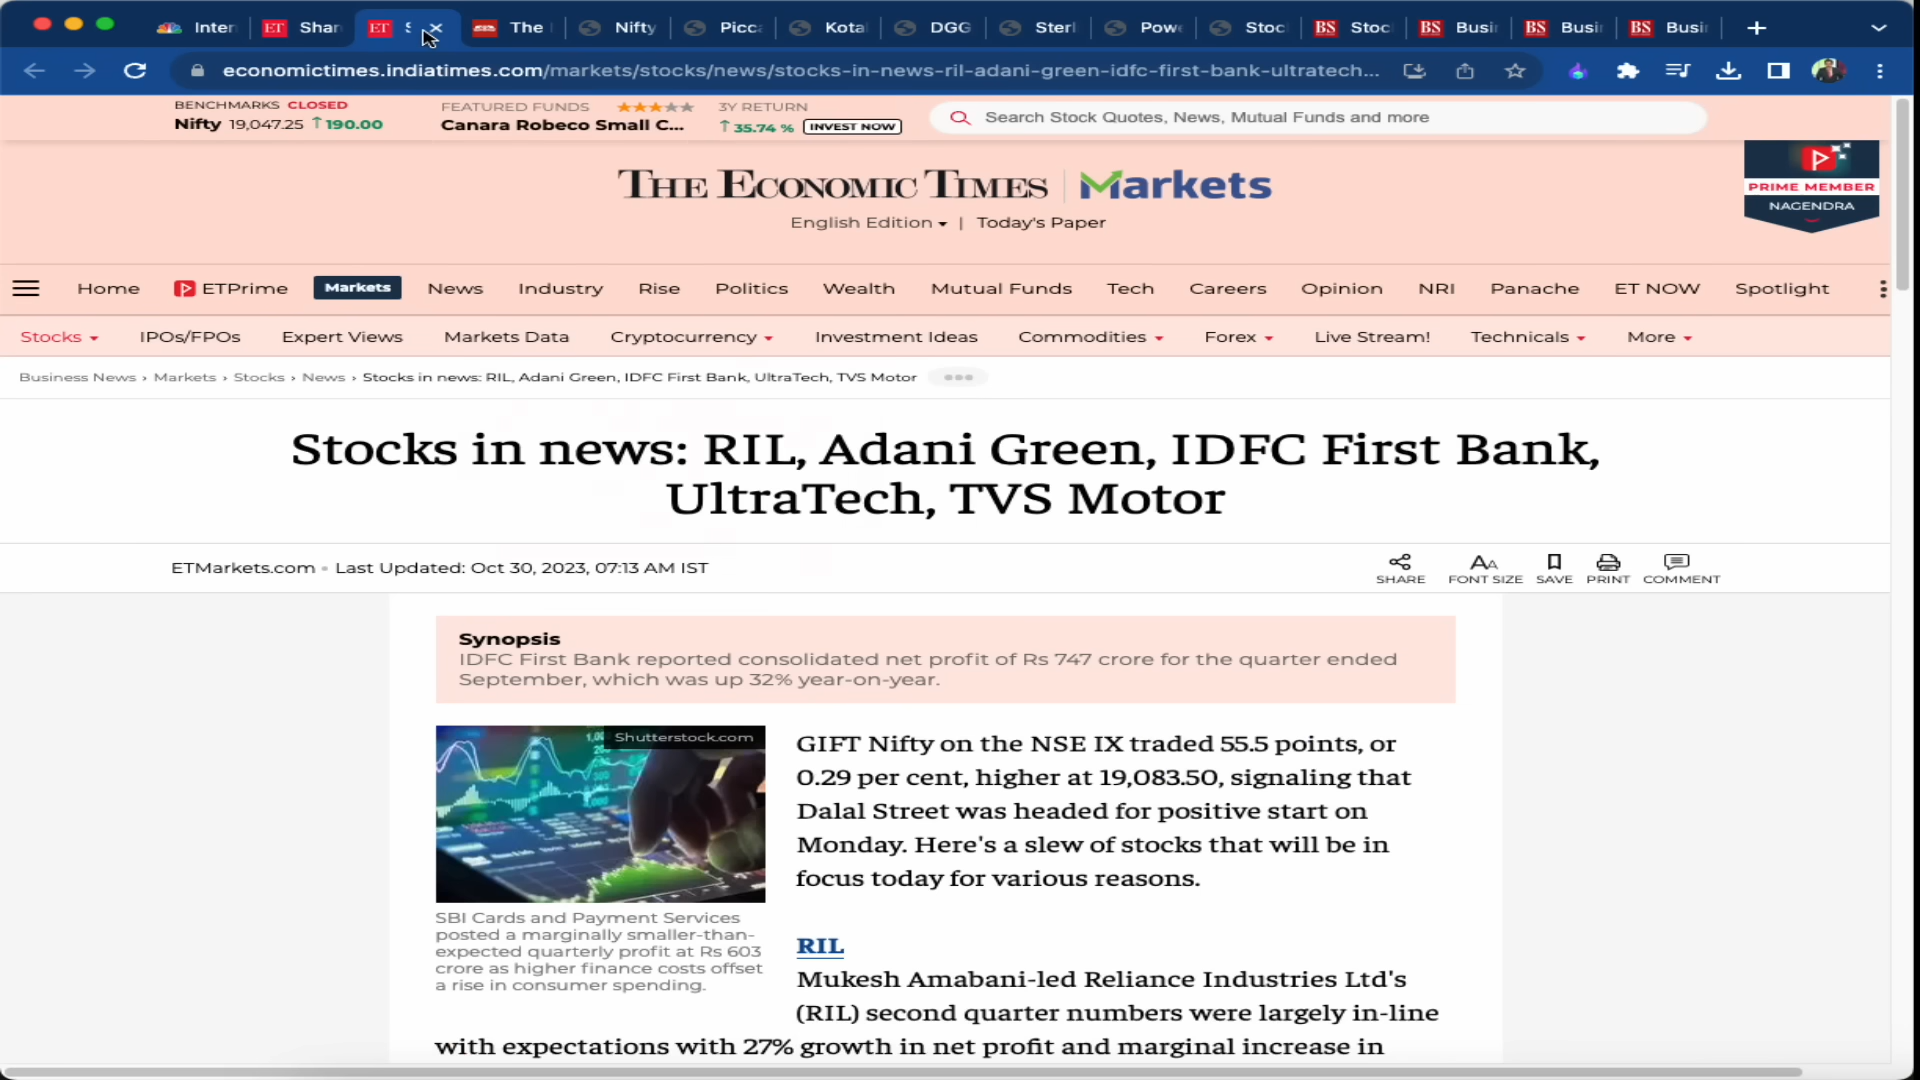 Inter
ET Shar
ET S
The
Nifty
Picca
Kota
DGG
Sterl
Powe
Stoc
BS Stoc
BS Busi
BS Busi
BS Busi
economictimes.indiatimes.com/markets/stocks/news/stocks-in-news-ril-adani-green-idfc-first-bank-ultratech...
BENCHMARKS CLOSED
Nifty 19,047.25 ↑190.00
FEATURED FUNDS ★★★★★
Canara Robeco Small C...
3Y RETURN
↑ 35.74 % INVEST NOW
Search Stock Quotes, News, Mutual Funds and more
THE ECONOMIC TIMES | Markets
English Edition | Today's Paper
PRIME MEMBER
NAGENDRA
Home ETPrime Markets News Industry Rise Politics Wealth Mutual Funds Tech Careers Opinion NRI Panache ET NOW Spotlight
Stocks IPOs/FPOs Expert Views Markets Data Cryptocurrency Investment Ideas Commodities Forex Live Stream! Technicals More
Business News › Markets › Stocks › News › Stocks in news: RIL, Adani Green, IDFC First Bank, UltraTech, TVS Motor
Stocks in news: RIL, Adani Green, IDFC First Bank,
UltraTech, TVS Motor
ETMarkets.com • Last Updated: Oct 30, 2023, 07:13 AM IST
SHARE FONT SIZE SAVE PRINT COMMENT
Synopsis
IDFC First Bank reported consolidated net profit of Rs 747 crore for the quarter ended
September, which was up 32% year-on-year.
Shutterstock.com
SBI Cards and Payment Services
posted a marginally smaller-than-
expected quarterly profit at Rs 603
crore as higher finance costs offset
a rise in consumer spending.
GIFT Nifty on the NSE IX traded 55.5 points, or
0.29 per cent, higher at 19,083.50, signaling that
Dalal Street was headed for positive start on
Monday. Here's a slew of stocks that will be in
focus today for various reasons.
RIL
Mukesh Amabani-led Reliance Industries Ltd's
(RIL) second quarter numbers were largely in-line
with expectations with 27% growth in net profit and marginal increase in